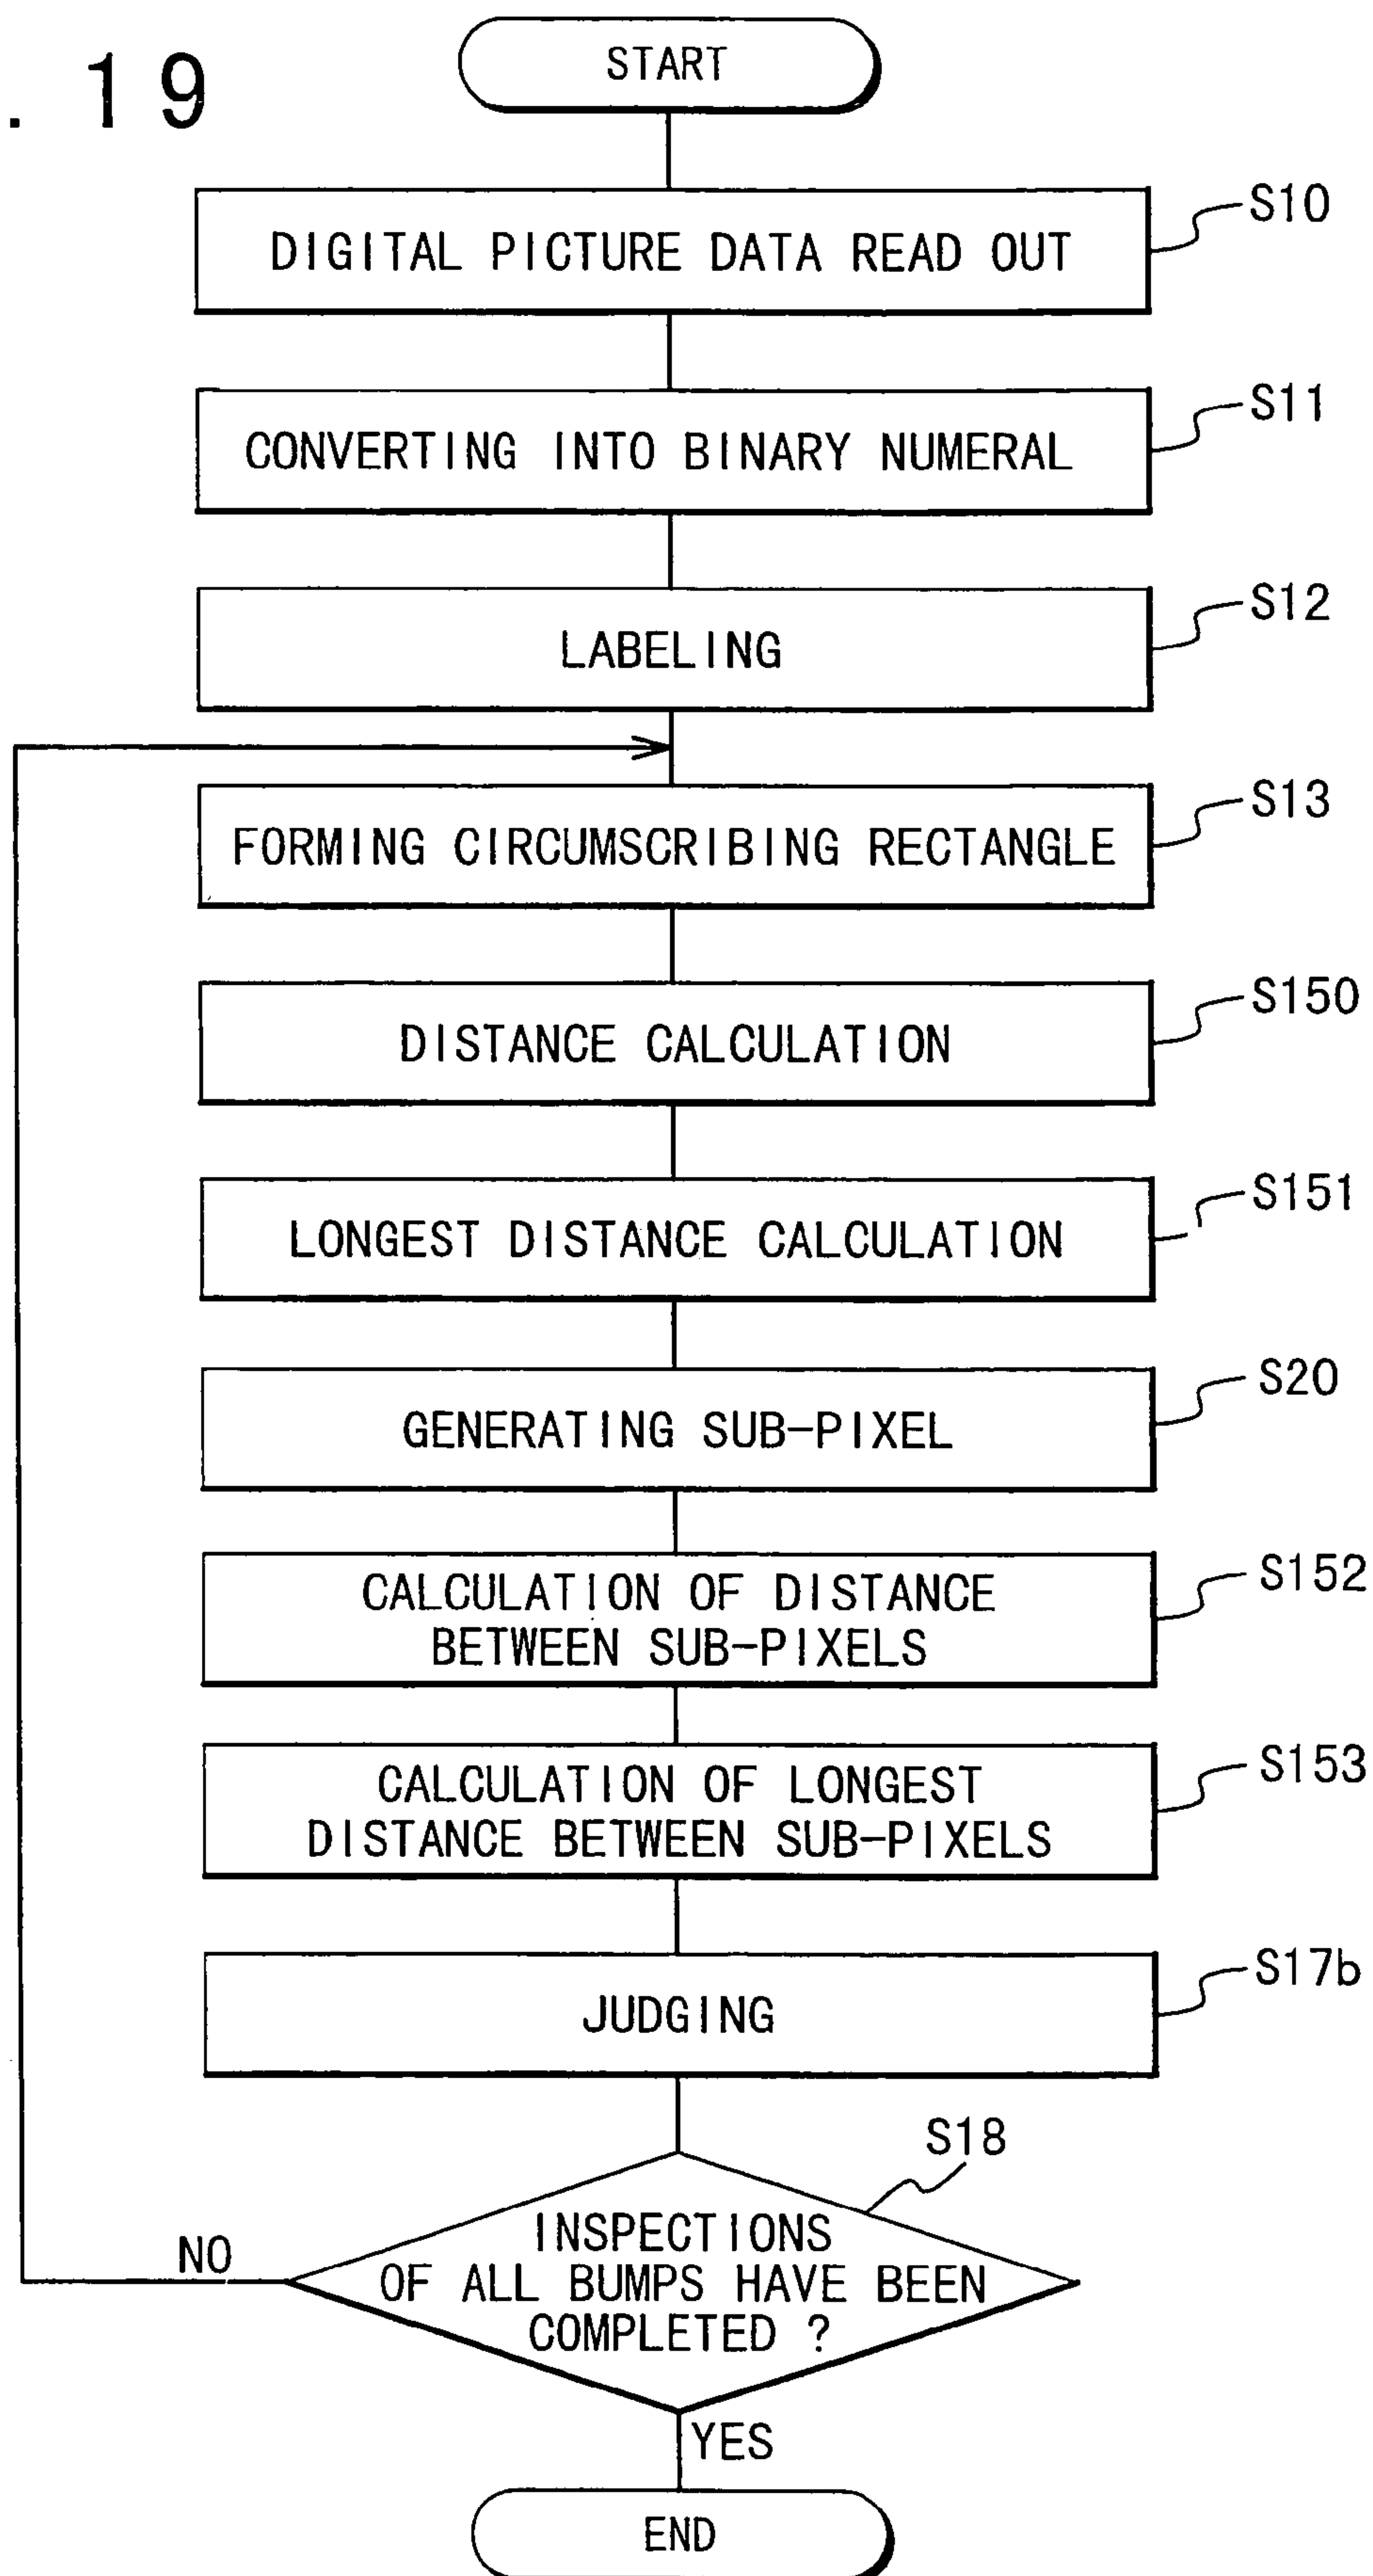 . 19
START
DIGITAL PICTURE DATA READ OUT
S10
CONVERTING INTO BINARY NUMERAL
S11
LABELING
S12
FORMING CIRCUMSCRIBING RECTANGLE
S13
DISTANCE CALCULATION
S150
LONGEST DISTANCE CALCULATION
S151
GENERATING SUB-PIXEL
S20
CALCULATION OF DISTANCE
BETWEEN SUB-PIXELS
S152
CALCULATION OF LONGEST
DISTANCE BETWEEN SUB-PIXELS
S153
JUDGING
S17b
S18
INSPECTIONS
OF ALL BUMPS HAVE BEEN
COMPLETED ?
NO
YES
END